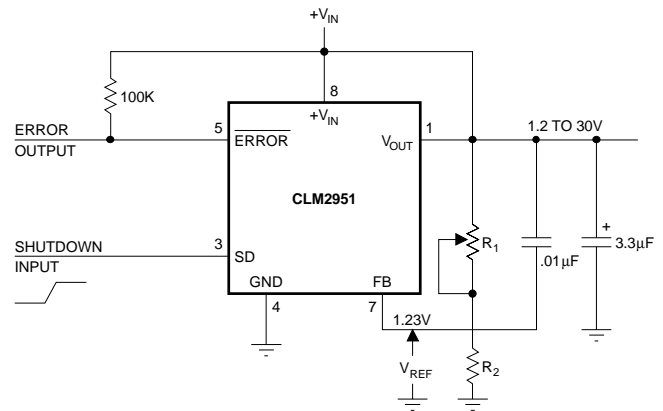 +VIN
100K
8
+VIN
ERROR
OUTPUT
5
ERROR
VOUT
1
1.2 TO 30V
CLM2951
SHUTDOWN
INPUT
3
SD
GND
FB
4
7
1.23V
VREF
R1
R2
.01µF
+
3.3µF